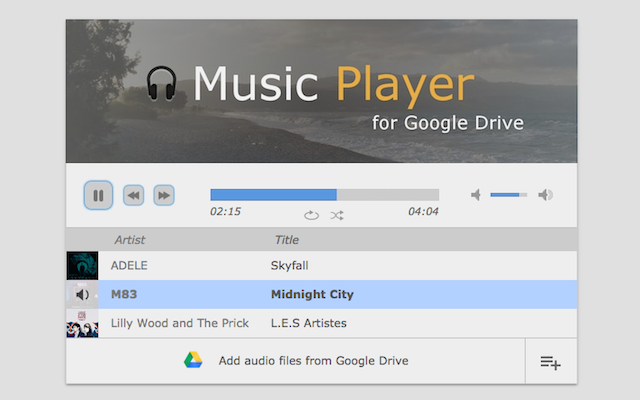 Music Player
for Google Drive
02:15
04:04
Artist Title
ADELE Skyfall
M83 Midnight City
Lilly Wood and The Prick L.E.S Artistes
Add audio files from Google Drive